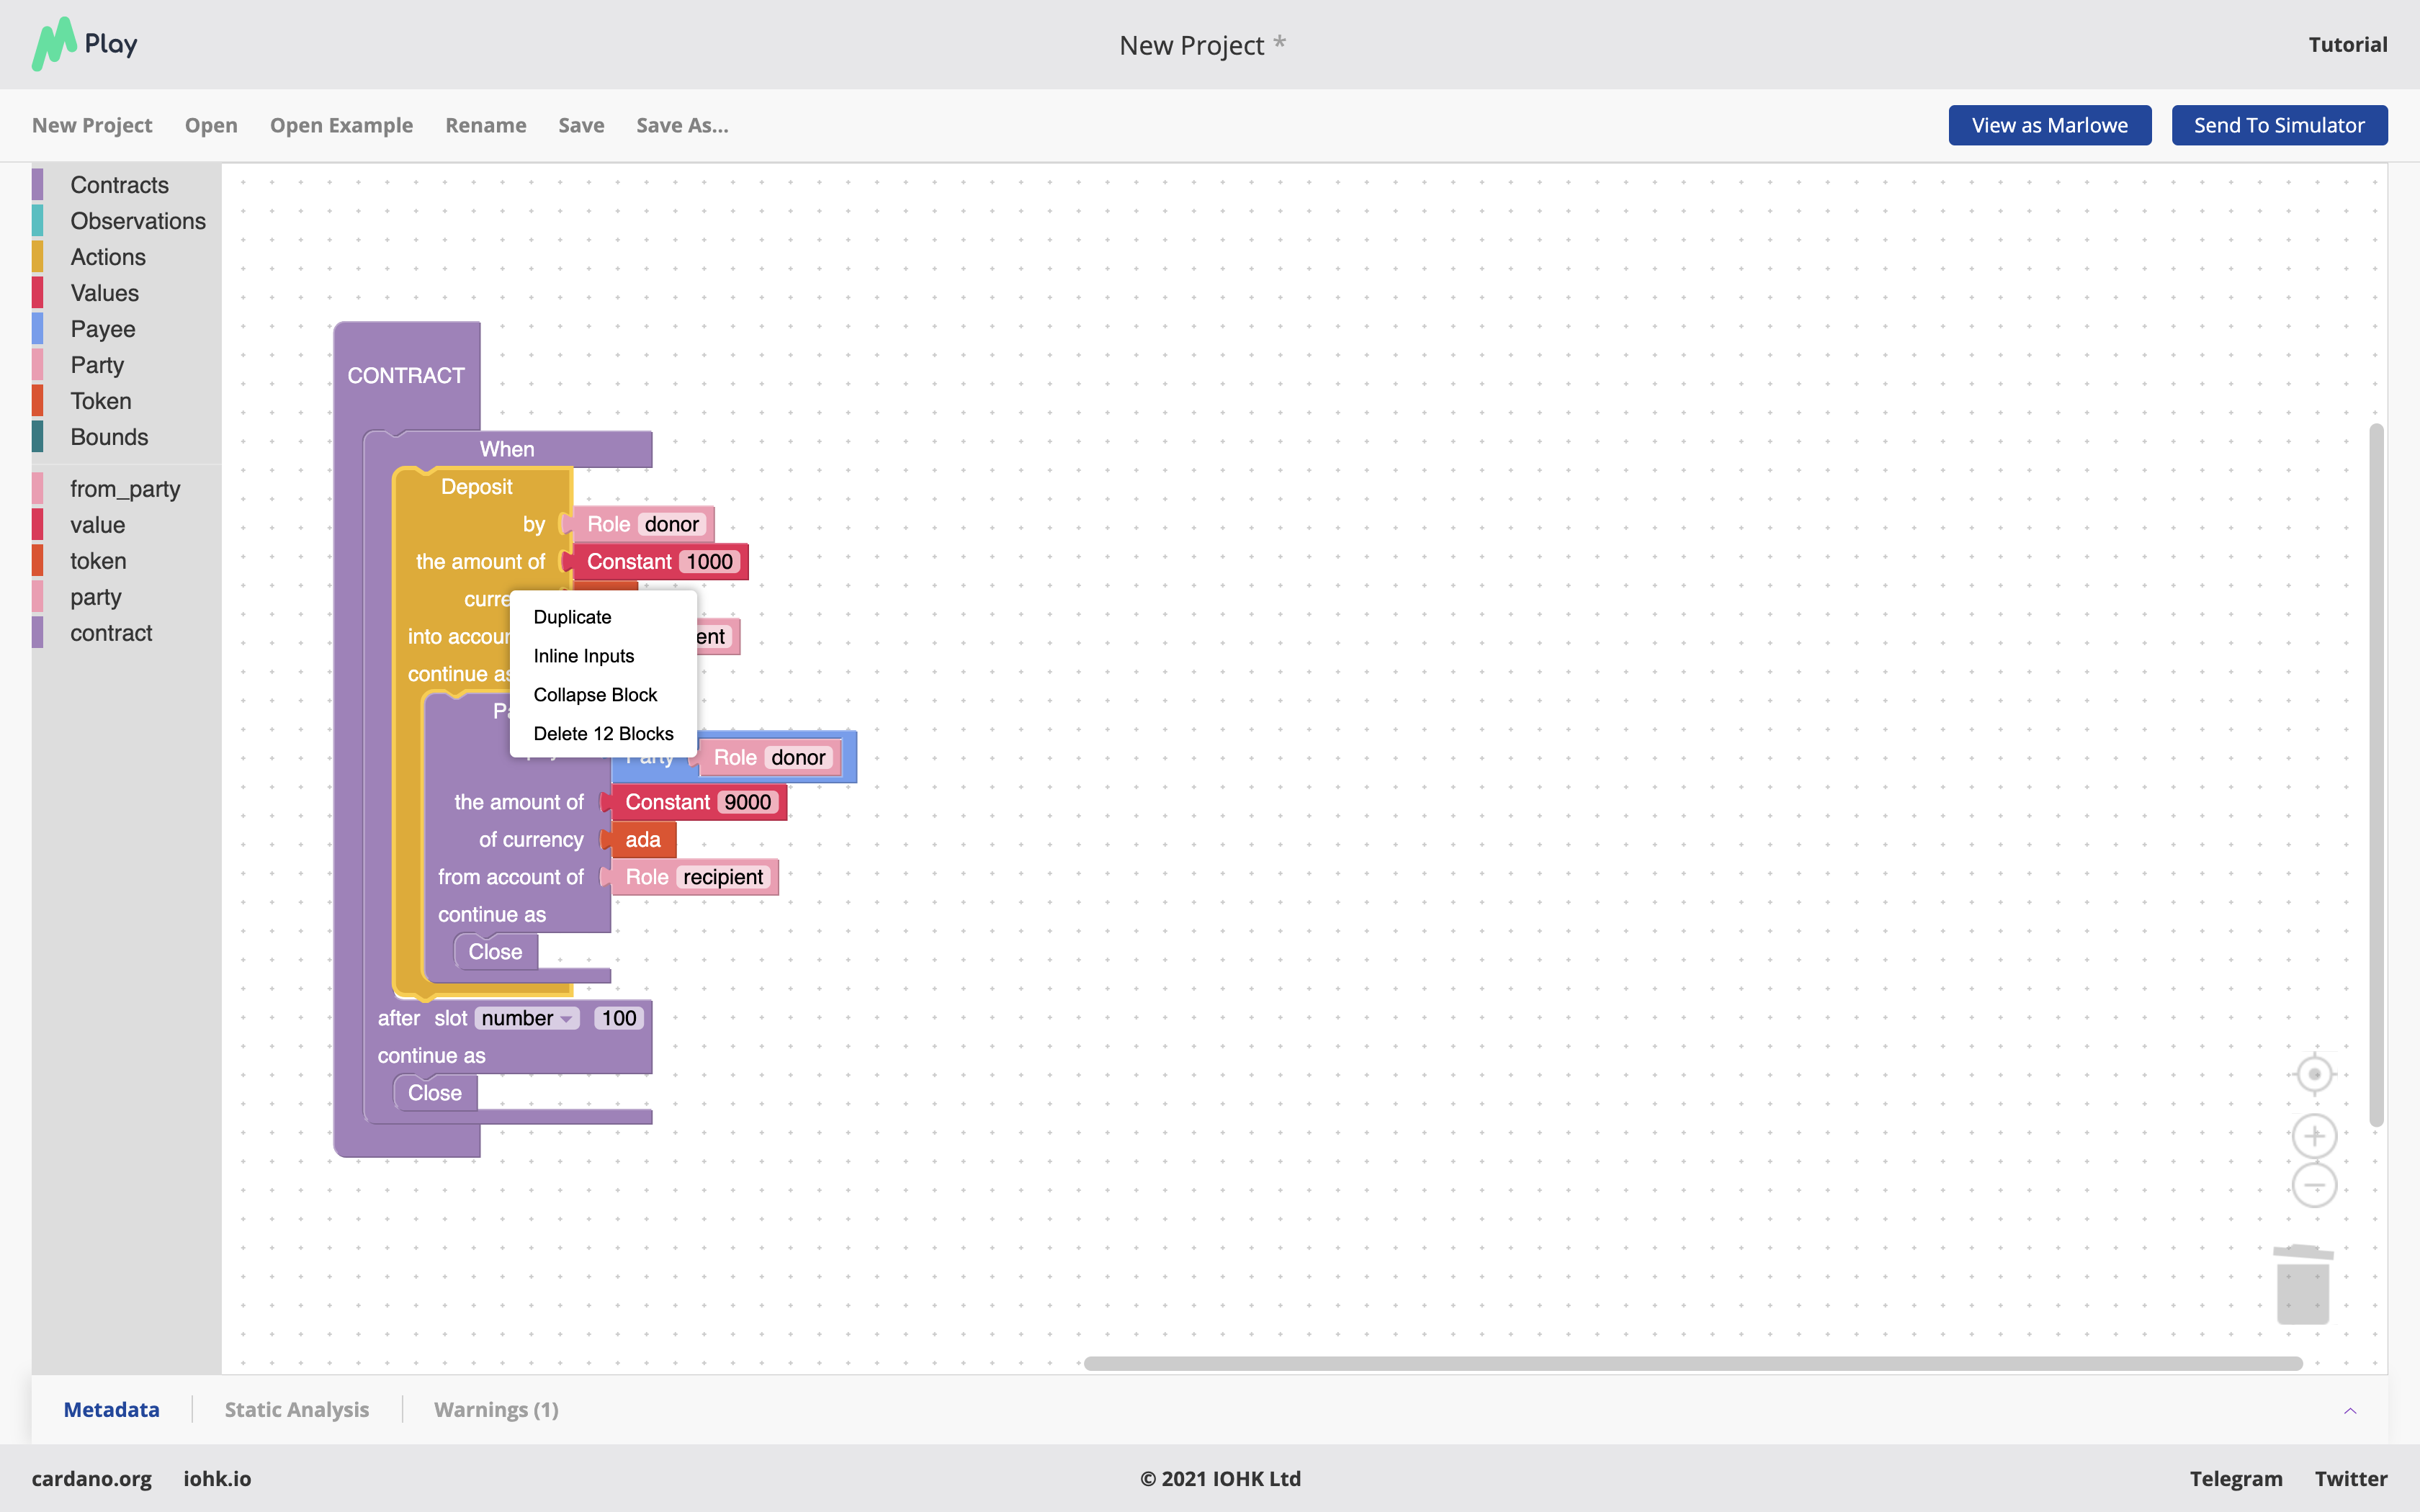 Play
New Project *
Tutorial
New Project Open Open Example Rename Save Save As...
View as Marlowe Send To Simulator
Contracts
Observations
Actions
Values
Payee
Party
Token
Bounds
from_party
value
token
party
contract
CONTRACT
When
Deposit
by Role donor
the amount of Constant 1000
Duplicate
Inline Inputs
Collapse Block
Delete 12 Blocks
continue as
Party Role donor
the amount of Constant 9000
of currency ada
from account of Role recipient
continue as
Close
after slot number 100
continue as
Close
Metadata Static Analysis Warnings (1)
cardano.org iohk.io
© 2021 IOHK Ltd
Telegram Twitter